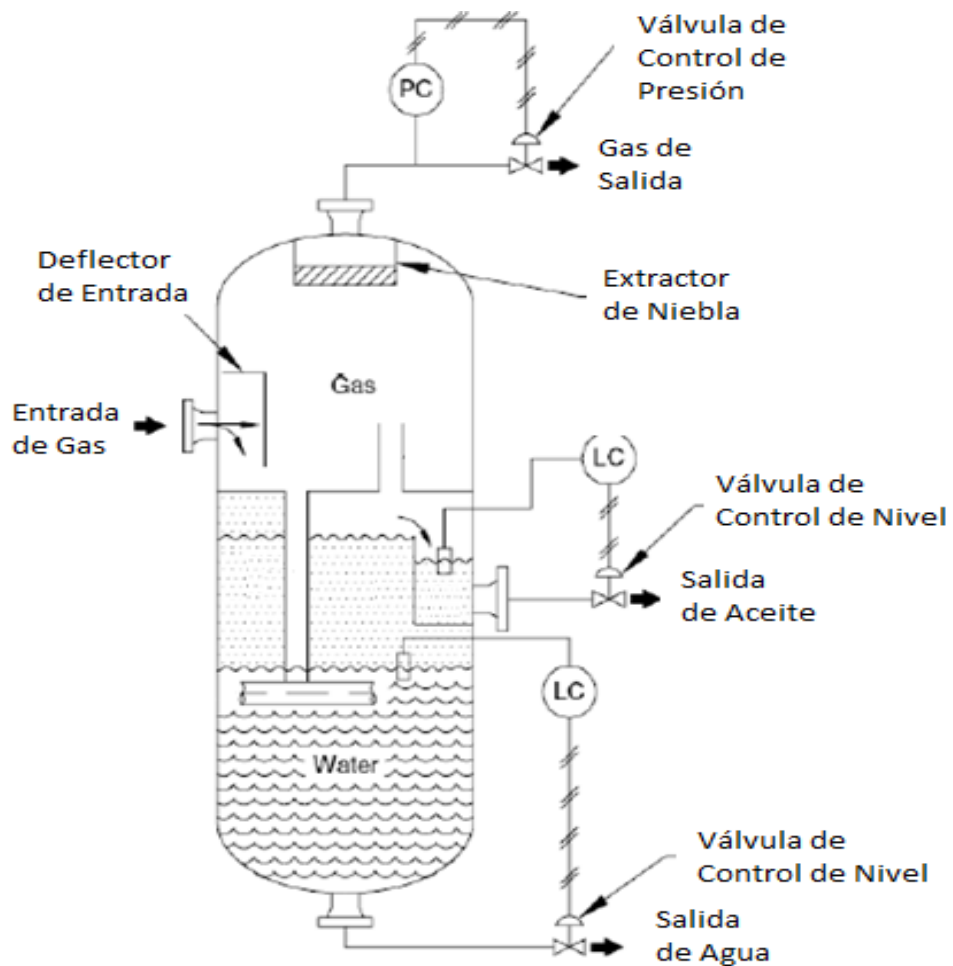 Válvula de
Control de
Presión
PC
Gas de
Salida
Deflector
de Entrada
Extractor
de Niebla
Gas
Entrada
de Gas
LC
Válvula de
Control de Nivel
Salida
de Aceite
LC
Water
Válvula de
Control de Nivel
Salida
de Agua